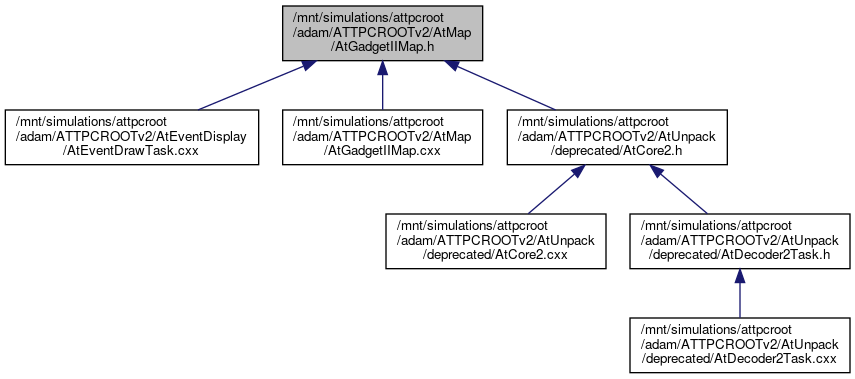 /mnt/simulations/attpcroot
/adam/ATTPCROOTv2/AtMap
/AtGadgetIIMap.h
/mnt/simulations/attpcroot
/adam/ATTPCROOTv2/AtEventDisplay
/AtEventDrawTask.cxx
/mnt/simulations/attpcroot
/adam/ATTPCROOTv2/AtMap
/AtGadgetIIMap.cxx
/mnt/simulations/attpcroot
/adam/ATTPCROOTv2/AtUnpack
/deprecated/AtCore2.h
/mnt/simulations/attpcroot
/adam/ATTPCROOTv2/AtUnpack
/deprecated/AtCore2.cxx
/mnt/simulations/attpcroot
/adam/ATTPCROOTv2/AtUnpack
/deprecated/AtDecoder2Task.h
/mnt/simulations/attpcroot
/adam/ATTPCROOTv2/AtUnpack
/deprecated/AtDecoder2Task.cxx